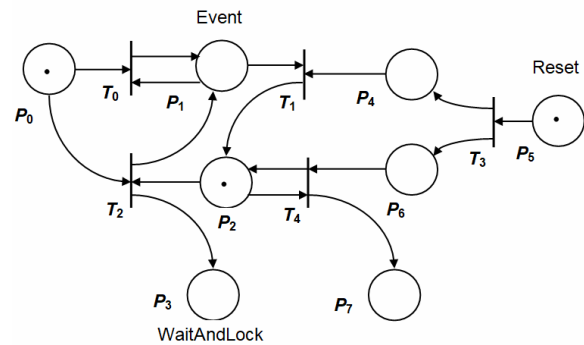 Event
Reset
P0
T0
P1
T1
P4
T3
P5
T2
P2
T4
P6
P3
P7
WaitAndLock